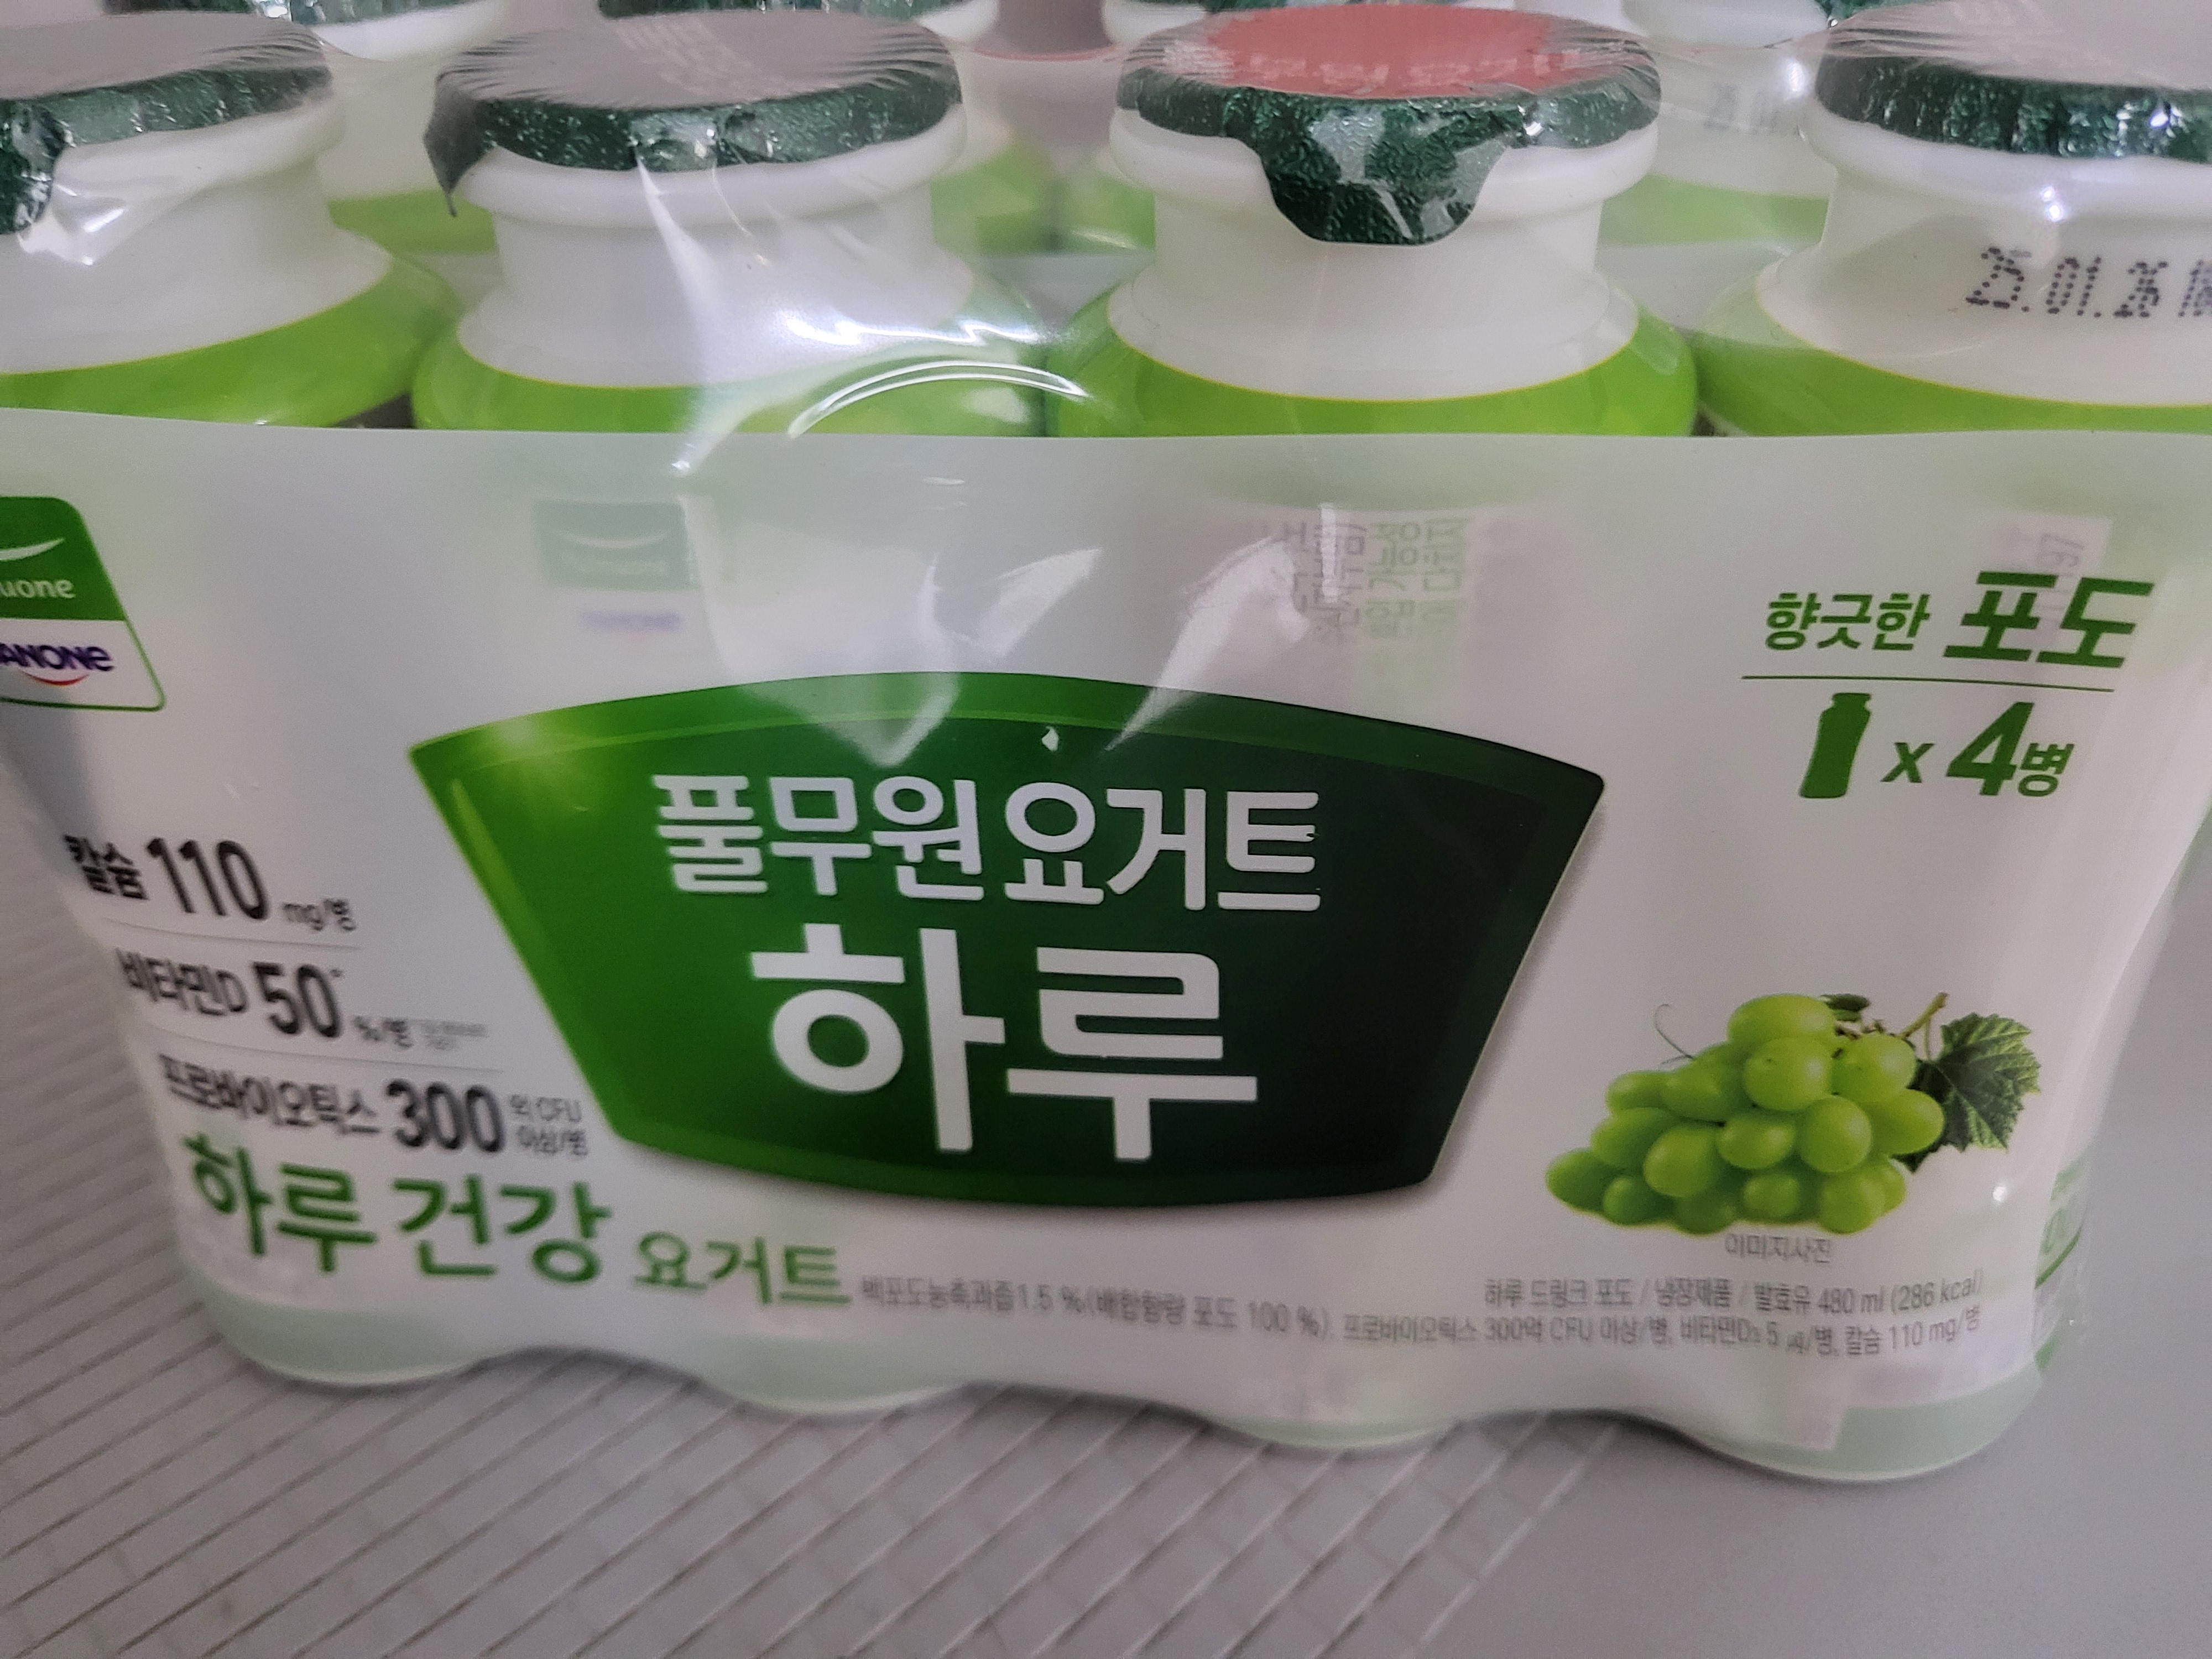 25.01.26
향긋한 포도
x 4병
uone
ANONE
풀무원요거트
하루
칼슘 110 mg/병
비타민D 50 %/병
프로바이오틱스 300억 CFU 이상/병
하루 건강 요거트
백포도농축과즙1.5 %(배합함량 포도 100 %)
이미지사진
하루 드링크 포도 / 냉장제품 / 발효유 480 ml (286 kcal)
프로바이오틱스 300억 CFU 이상/병, 비타민D₃ 5 ㎍/병, 칼슘 110 mg/병